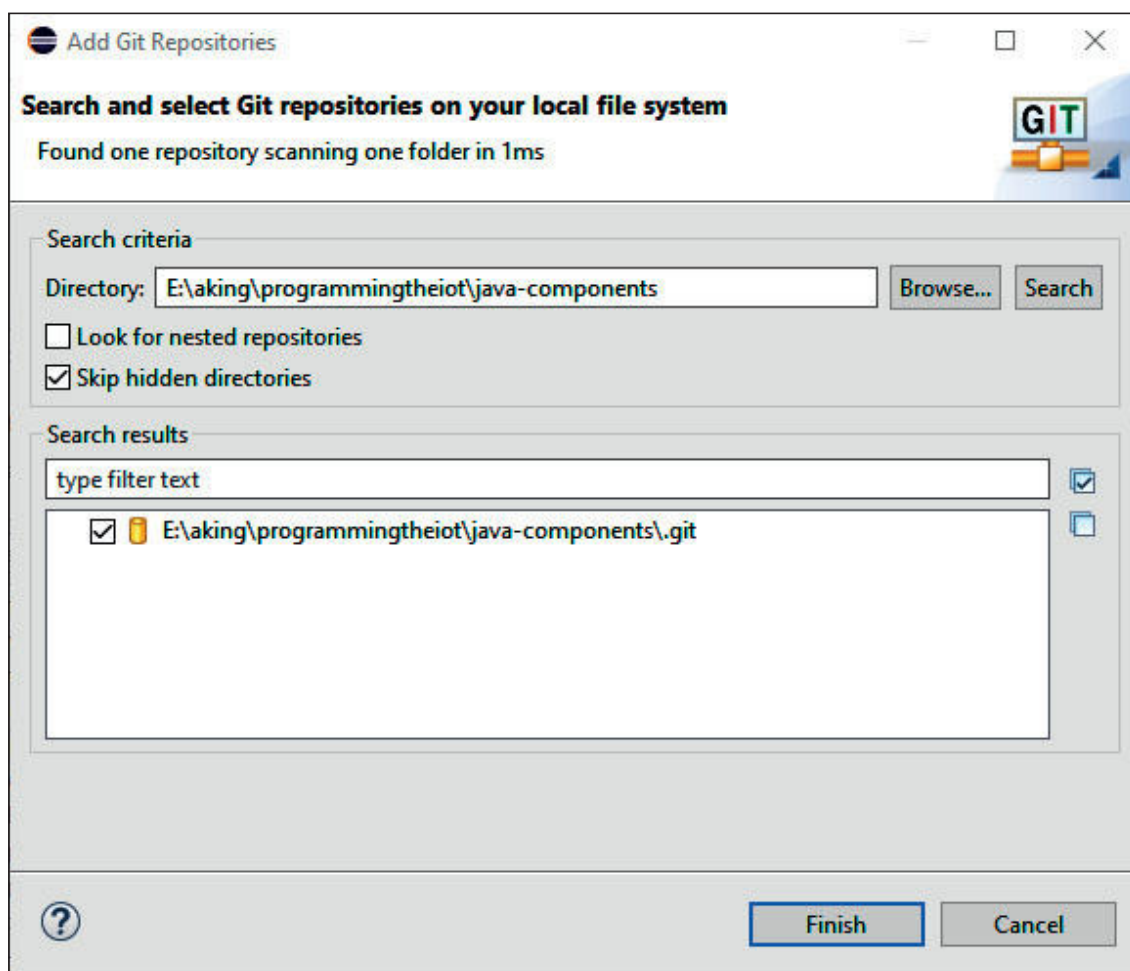 Add Git Repositories
Search and select Git repositories on your local file system
Found one repository scanning one folder in 1ms
GIT
Search criteria
Directory: E:\aking\programmingtheiot\java-components Browse... Search
Look for nested repositories
Skip hidden directories
Search results
type filter text
E:\aking\programmingtheiot\java-components\.git
? Finish Cancel